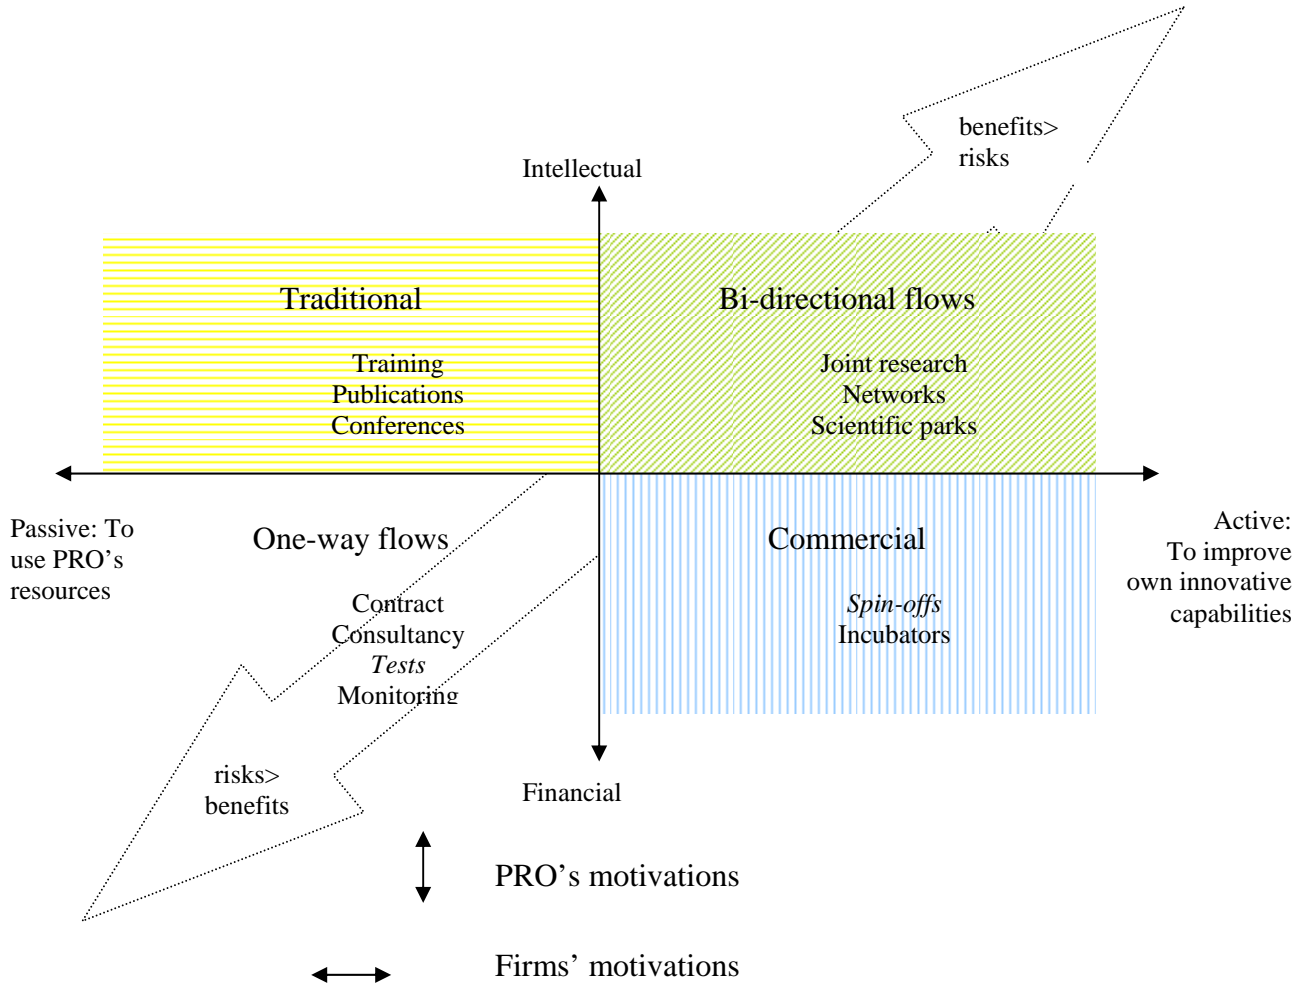 benefits>
risks
Intellectual
Traditional
Training
Publications
Conferences
Bi-directional flows
Joint research
Networks
Scientific parks
Passive: To
use PRO’s
resources
One-way flows
Contract
Consultancy
Tests
Monitoring
Commercial
Spin-offs
Incubators
Active:
To improve
own innovative
capabilities
risks>
benefits
Financial
PRO’s motivations
Firms’ motivations